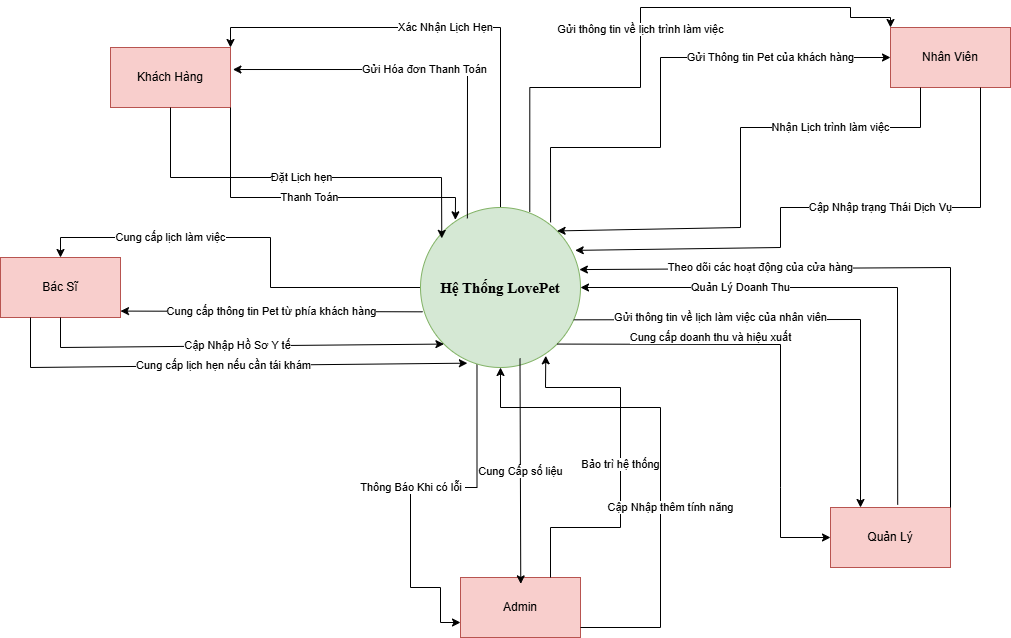 Xác Nhận Lịch Hẹn
Gửi thông tin về lịch trình làm việc
Nhân Viên
Gửi Thông tin Pet của khách hàng
Gửi Hóa đơn Thanh Toán
Khách Hàng
Nhận Lịch trình làm việc
Đặt Lịch hẹn
Thanh Toán
Cập Nhập trạng Thái Dịch Vụ
Cung cấp lịch làm việc
Theo dõi các hoạt động của cửa hàng
Bác Sĩ
Hệ Thống LovePet
Quản Lý Doanh Thu
Cung cấp thông tin Pet từ phía khách hàng
Gửi thông tin về lịch làm việc của nhân viên
Cung cấp doanh thu và hiệu xuất
Cập Nhập Hồ Sơ Y tế
Cung cấp lịch hẹn nếu cần tái khám
Bảo trì hệ thống
Cung Cấp số liệu
Thông Báo Khi có lỗi
Cập Nhập thêm tính năng
Quản Lý
Admin